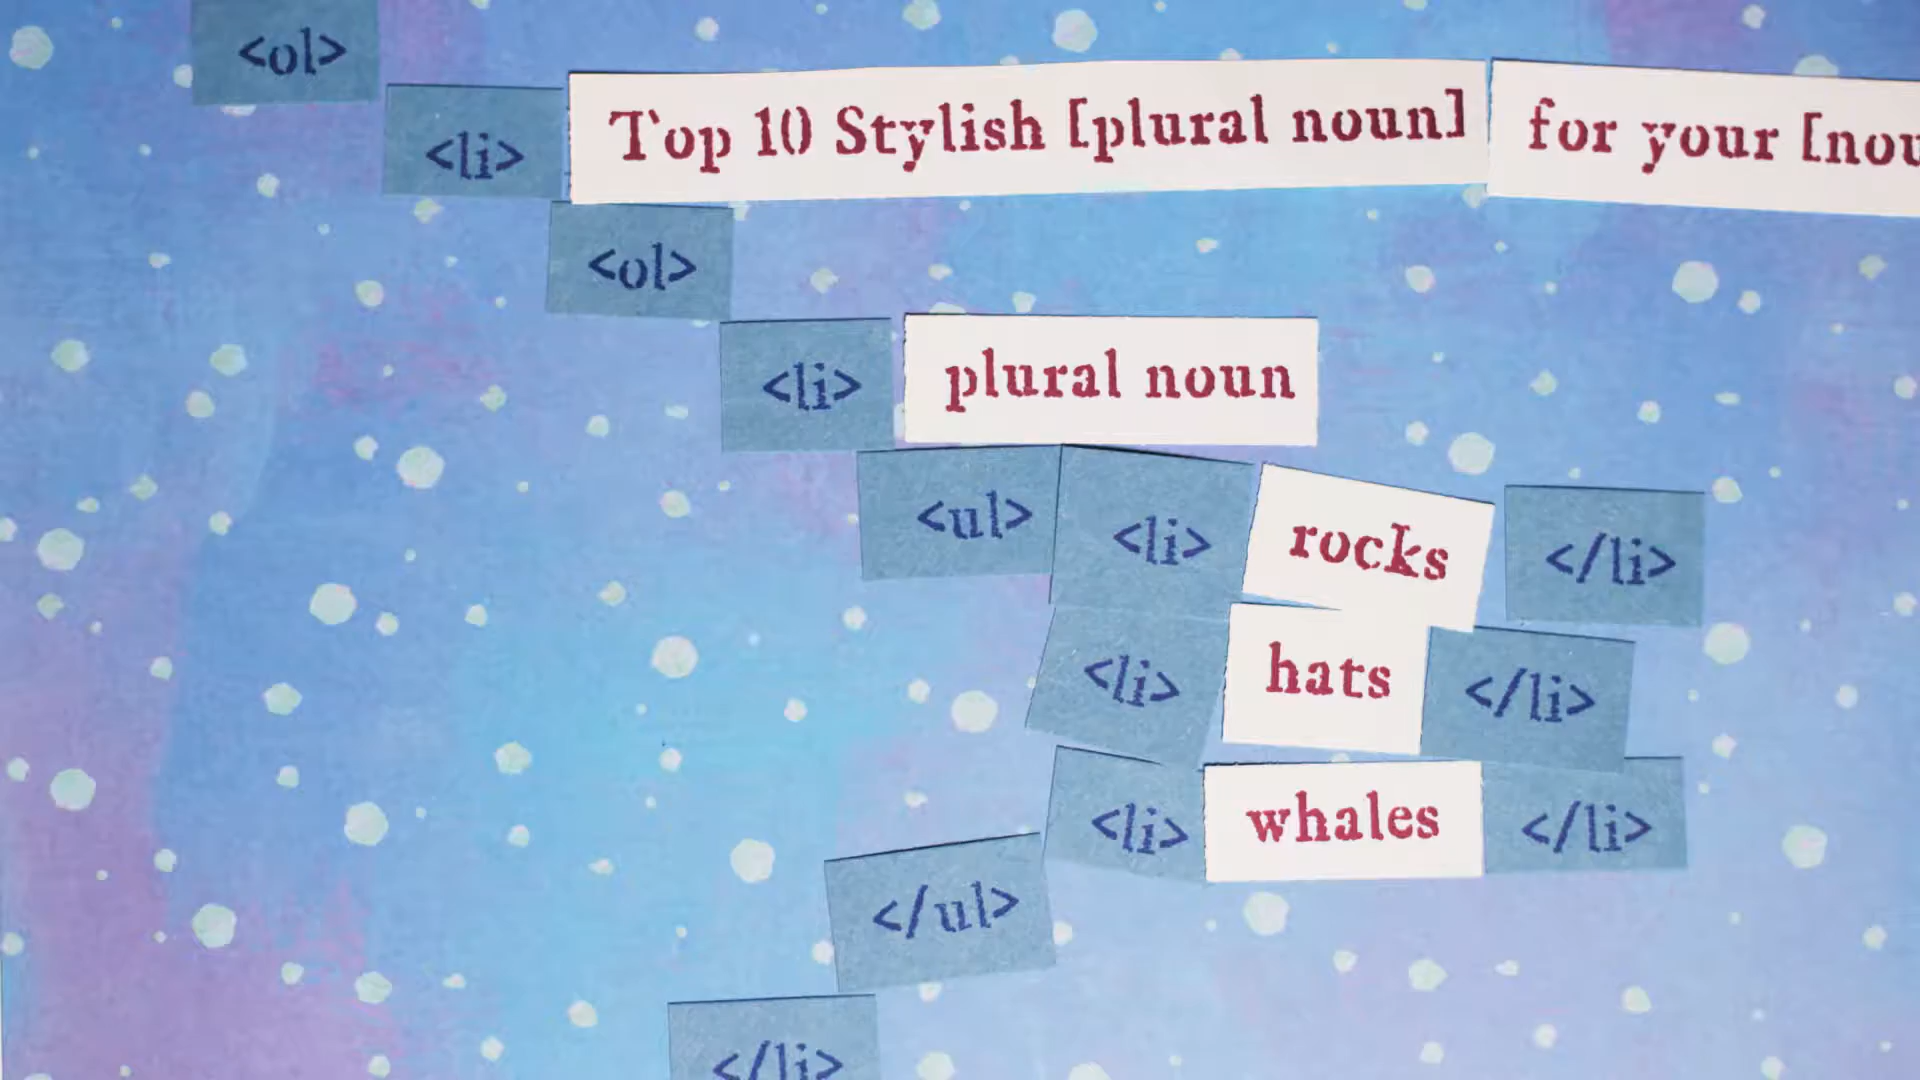 <ol>
<li> Top 10 Stylish [plural noun] for your [nou
<ol>
<li> plural noun
<ul> <li> rocks </li>
<li> hats </li>
<li> whales </li>
</ul>
</li>